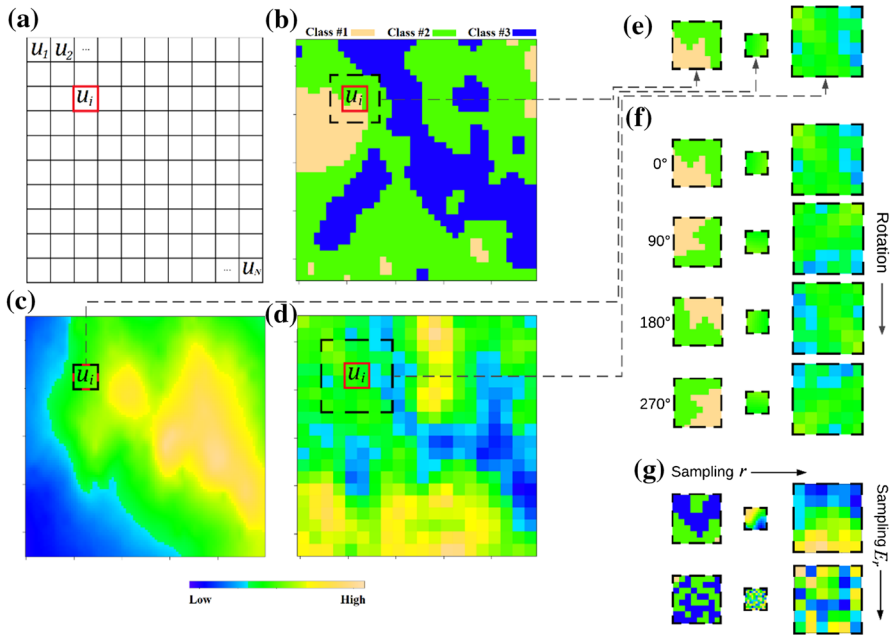 (a)
u1 u2 ...
ui
... uN
(b)
Class #1 Class #2 Class #3
ui
(c)
ui
(d)
ui
Low High
(e)
(f)
0°
90°
180°
270°
Rotation
(g)
Sampling r
Sampling Er